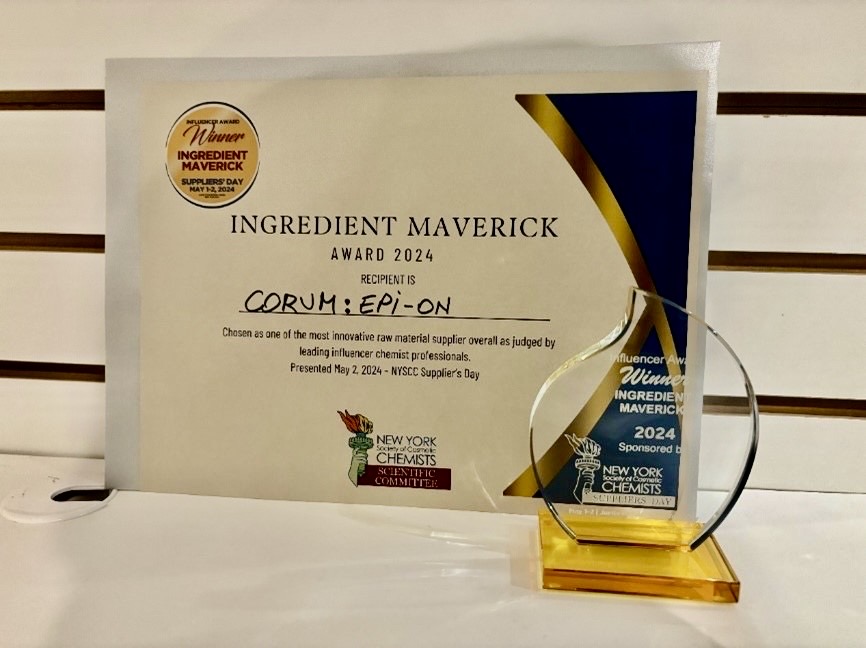 INFLUENCER AWARD
Winner
INGREDIENT
MAVERICK
SUPPLIERS' DAY
MAY 1-2, 2024
INGREDIENT MAVERICK
AWARD 2024
RECIPIENT IS
CORUM: EPi-ON
Chosen as one of the most innovative raw material supplier overall as judged by
leading influencer chemist professionals.
Presented May 2, 2024 - NYSCC Supplier's Day
NEW YORK
Society of Cosmetic
CHEMISTS
SCIENTIFIC
COMMITTEE
Influencer Awa
Winner
INGREDIENT
MAVERICK
2024
Sponsored b
NEW YORK
Society of Cosmetic
CHEMISTS
SUPPLIERS' DAY